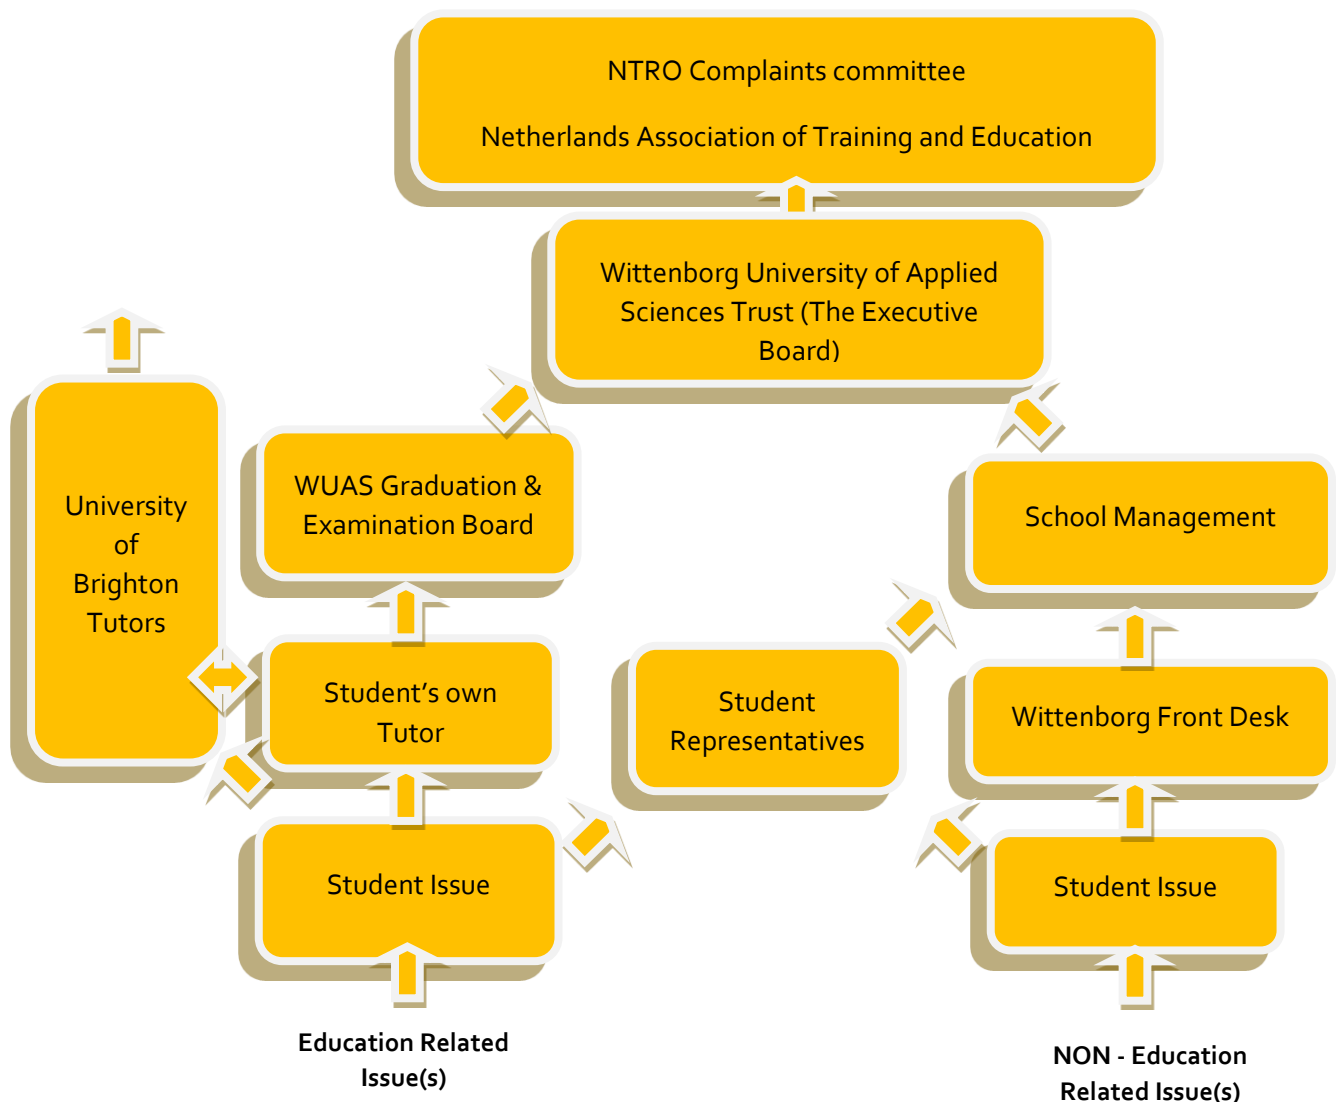 NTRO Complaints committee
Netherlands Association of Training and Education
Wittenborg University of Applied
Sciences Trust (The Executive
Board)
University
of
Brighton
Tutors
WUAS Graduation &
Examination Board
School Management
Student’s own
Tutor
Student
Representatives
Wittenborg Front Desk
Student Issue
Student Issue
Education Related
Issue(s)
NON - Education
Related Issue(s)